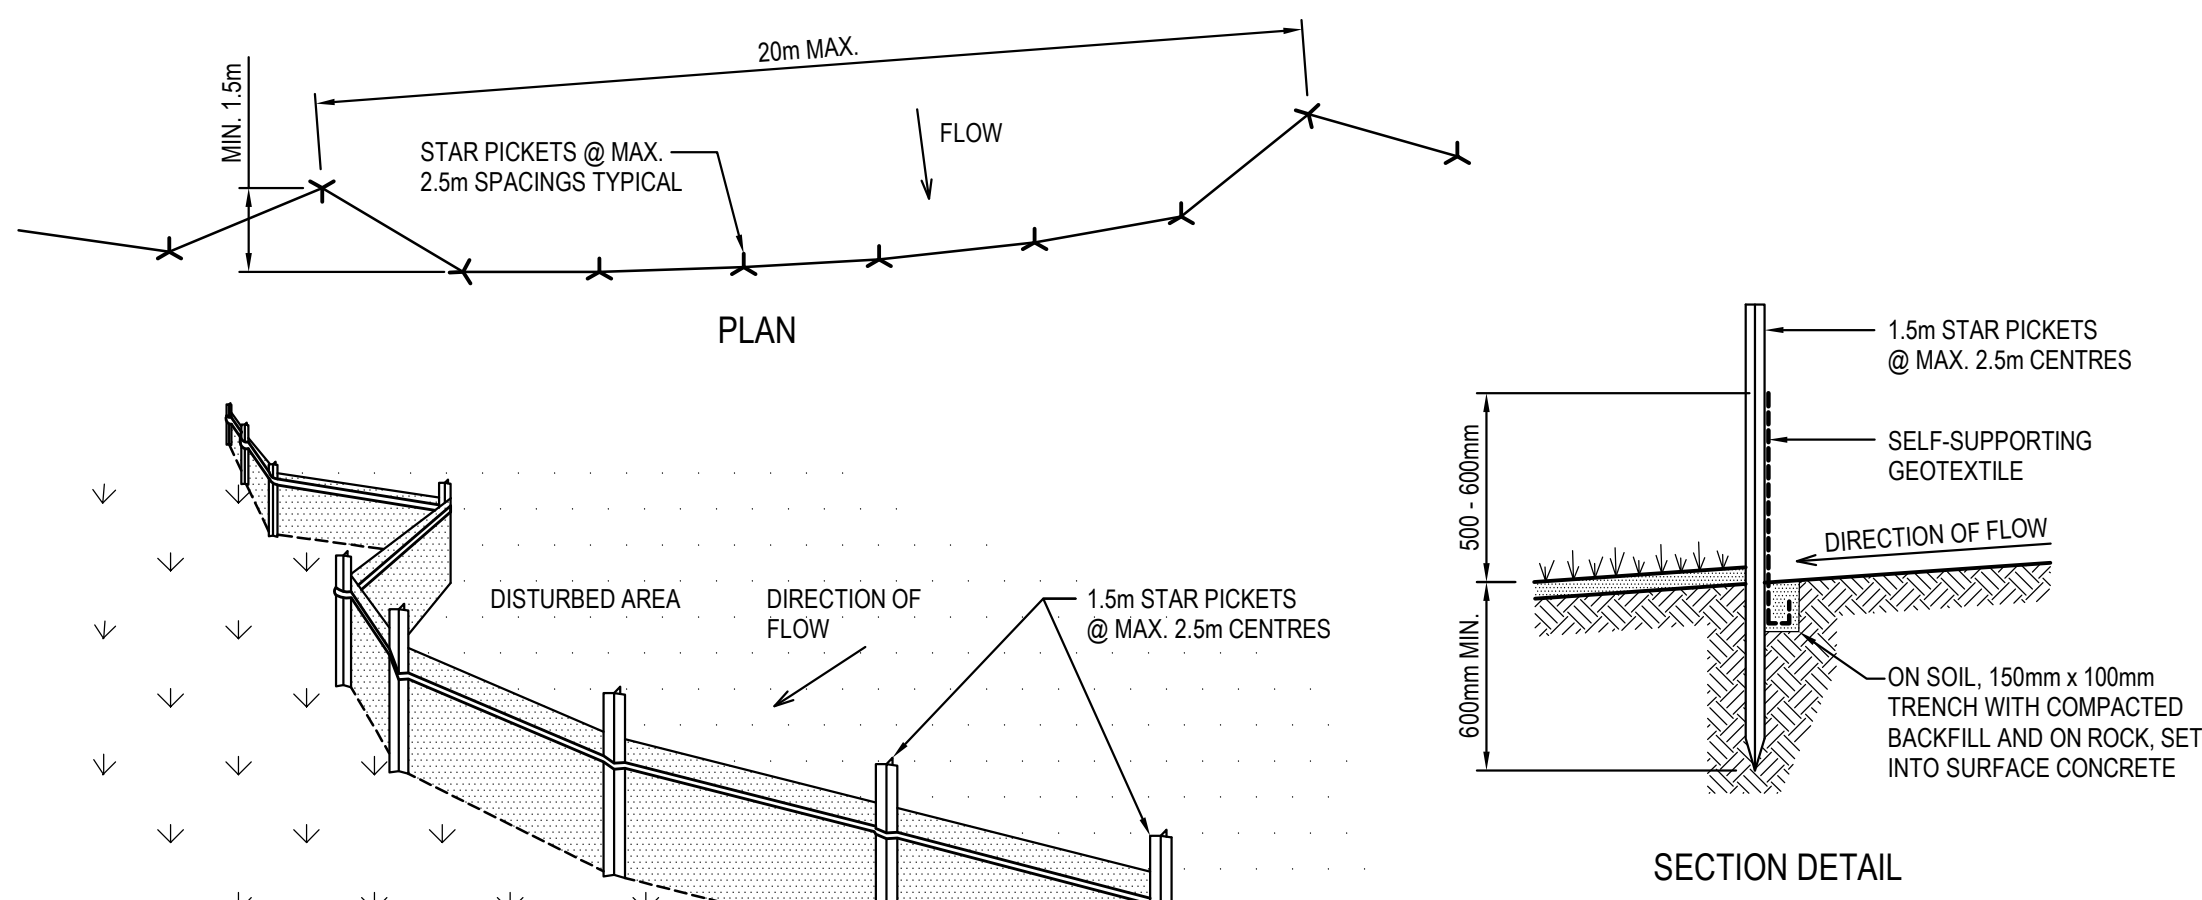 20m MAX.
MIN. 1.5m
STAR PICKETS @ MAX.
2.5m SPACINGS TYPICAL
FLOW
PLAN
DISTURBED AREA
DIRECTION OF
FLOW
1.5m STAR PICKETS
@ MAX. 2.5m CENTRES
1.5m STAR PICKETS
@ MAX. 2.5m CENTRES
500 - 600mm
SELF-SUPPORTING
GEOTEXTILE
DIRECTION OF FLOW
600mm MIN.
ON SOIL, 150mm x 100mm
TRENCH WITH COMPACTED
BACKFILL AND ON ROCK, SET
INTO SURFACE CONCRETE
SECTION DETAIL